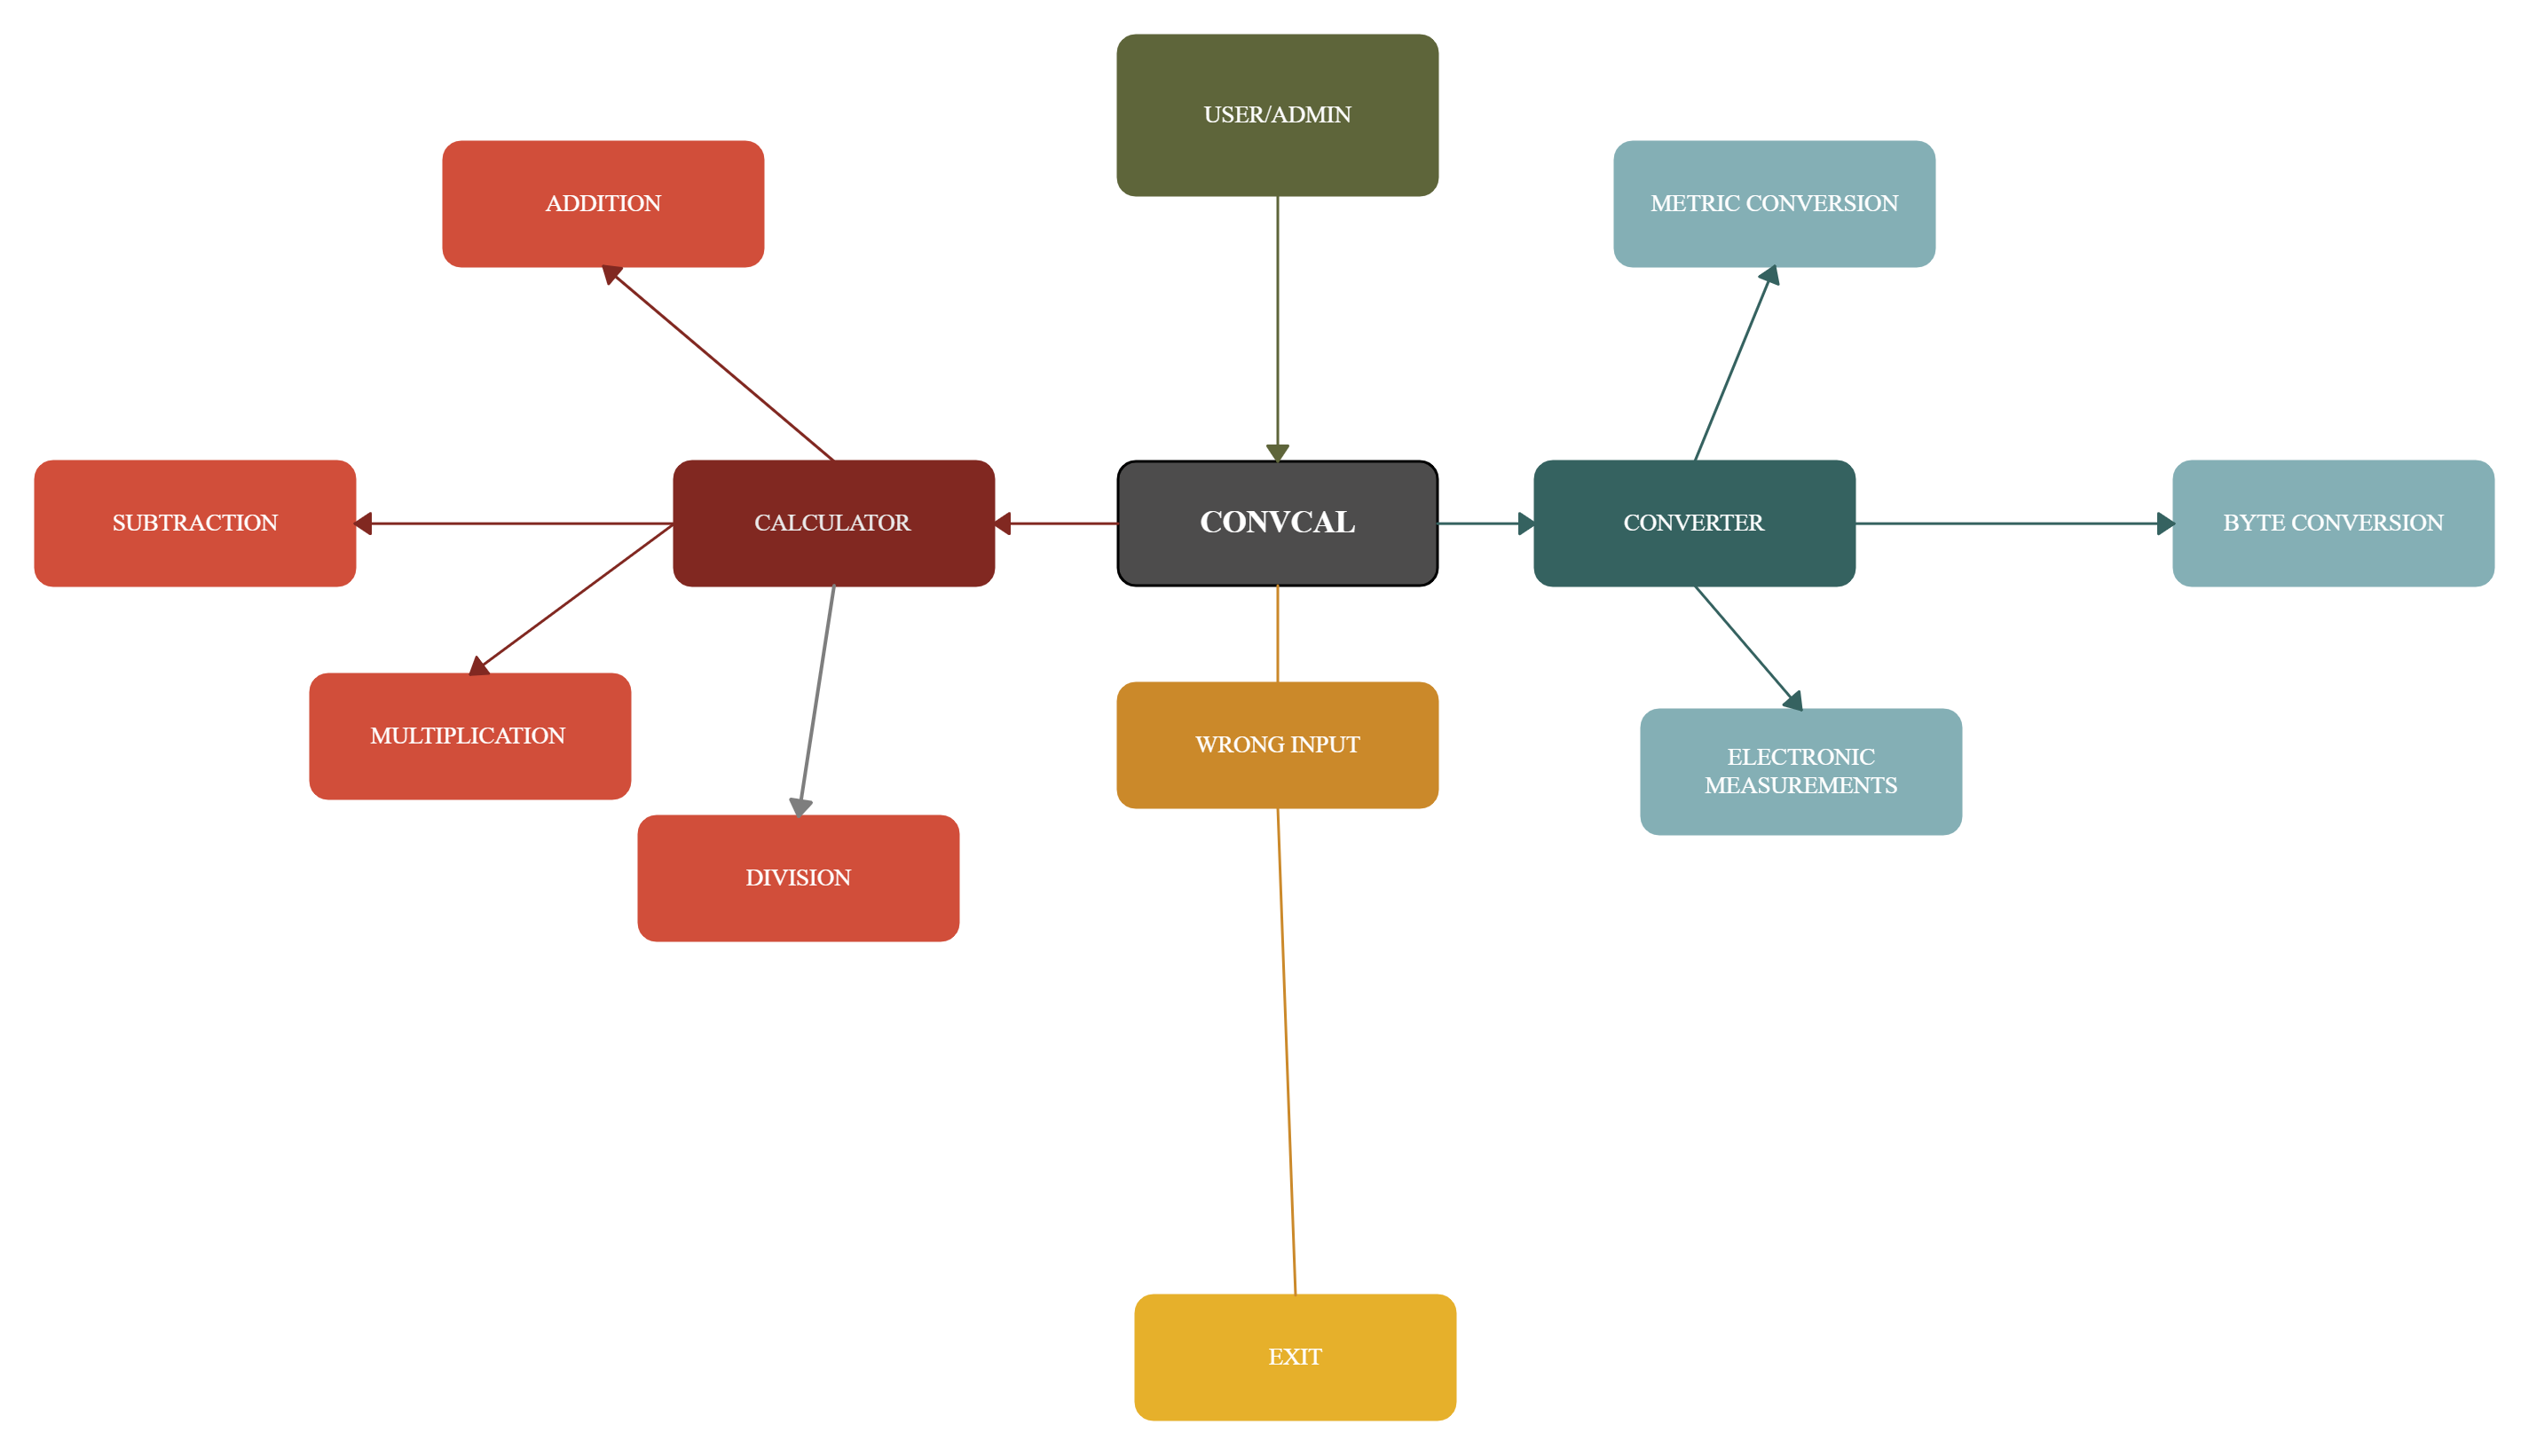 USER/ADMIN
ADDITION
METRIC CONVERSION
SUBTRACTION
CALCULATOR
CONVCAL
CONVERTER
BYTE CONVERSION
MULTIPLICATION
WRONG INPUT
ELECTRONIC
MEASUREMENTS
DIVISION
EXIT